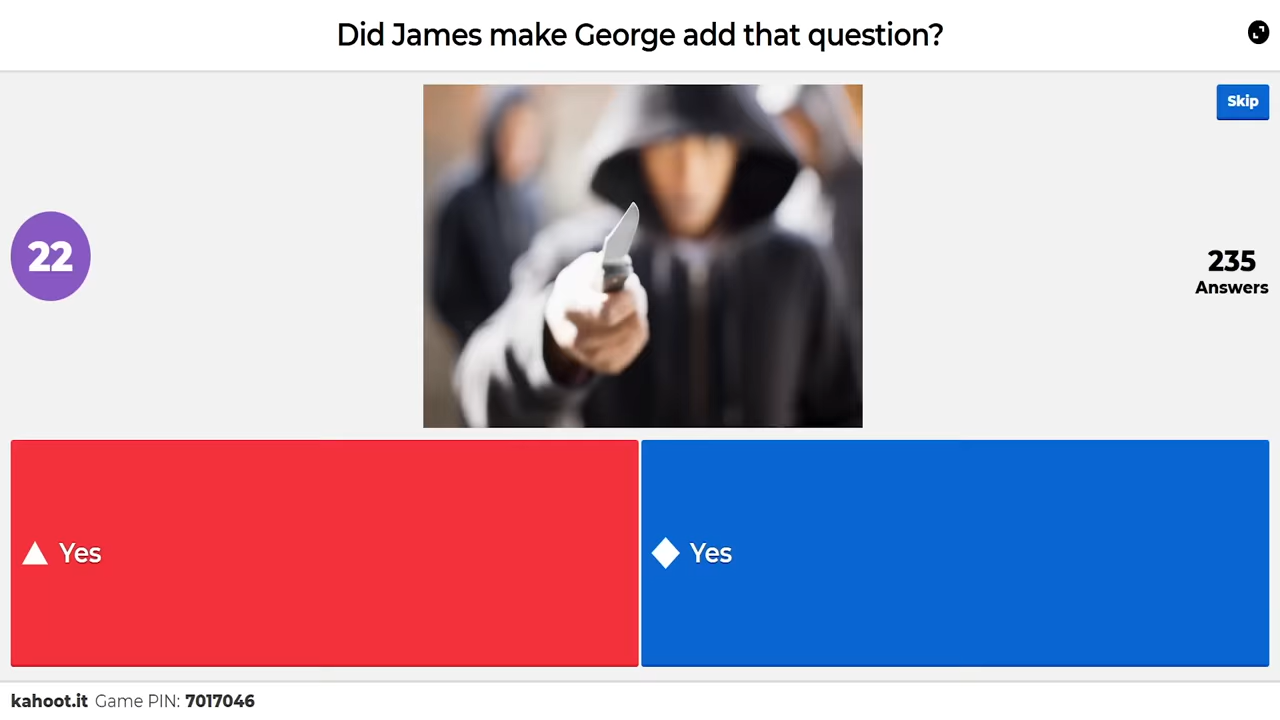 Did James make George add that question?
Skip
22
235
Answers
Yes
Yes
kahoot.it Game PIN: 7017046